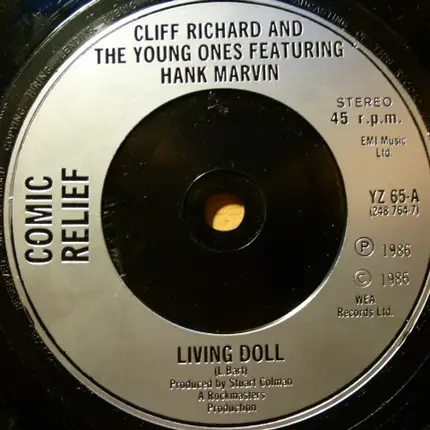 CLIFF RICHARD AND
THE YOUNG ONES FEATURING
HANK MARVIN
STEREO
45 r.p.m.
EMI Music
Ltd.
COMIC
RELIEF
YZ 65-A
(248 764-7)
Ⓟ 1986
© 1986
WEA
Records Ltd.
LIVING DOLL
(L.Bart)
Produced by Stuart Colman
A Rockmasters
Production